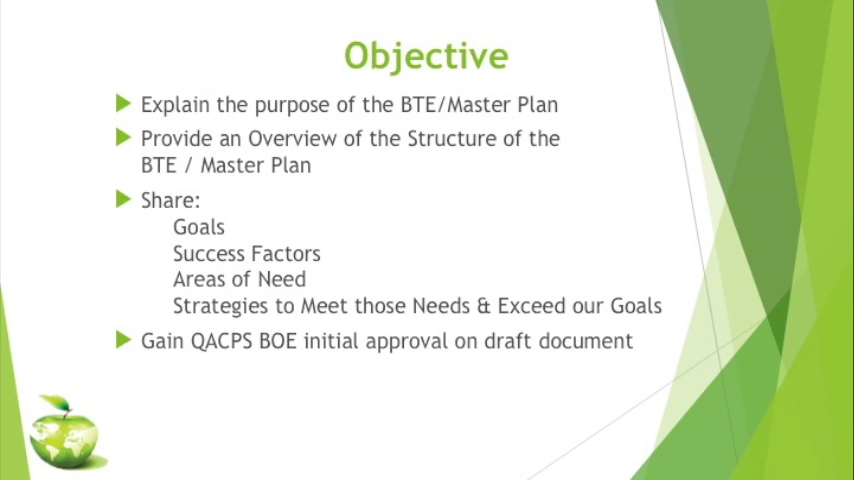 Objective
Explain the purpose of the BTE/Master Plan
Provide an Overview of the Structure of the
BTE / Master Plan
Share:
Goals
Success Factors
Areas of Need
Strategies to Meet those Needs & Exceed our Goals
Gain QACPS BOE initial approval on draft document